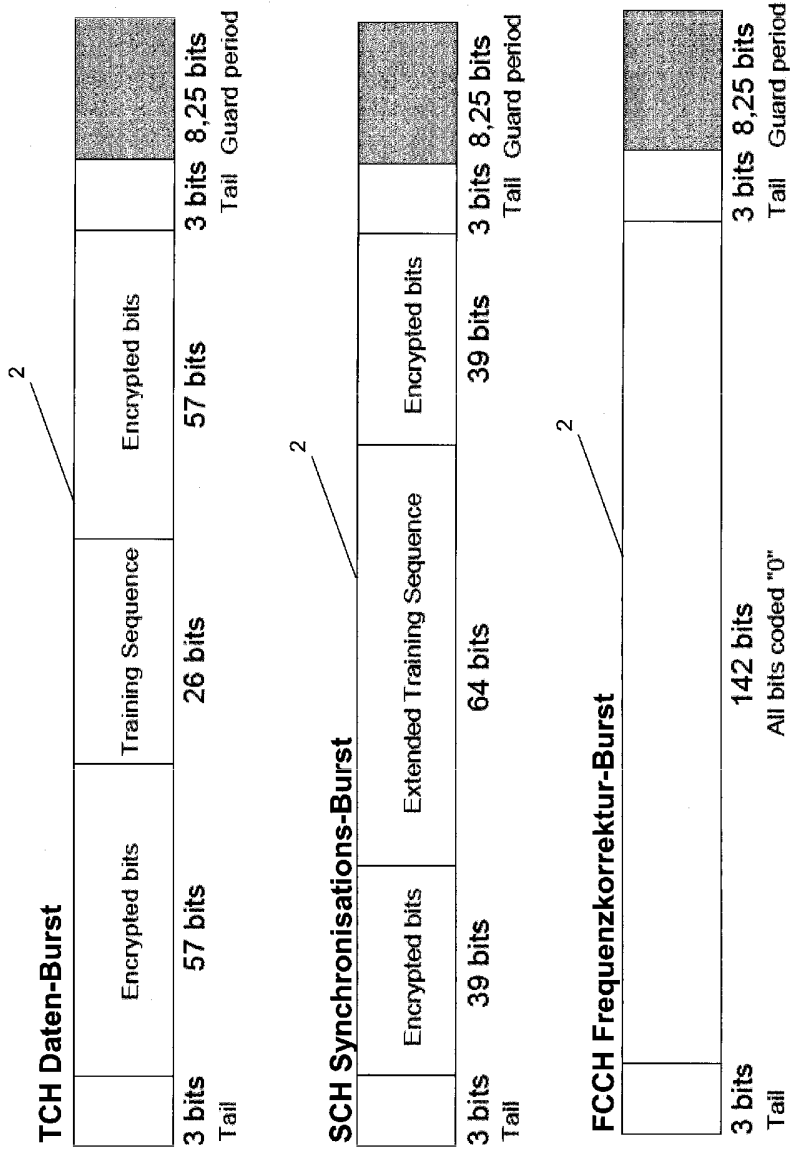 TCH Daten-Burst
2
Encrypted bits Training Sequence Encrypted bits
3 bits 57 bits 26 bits 57 bits 3 bits 8,25 bits
Tail Tail Guard period
SCH Synchronisations-Burst
2
Encrypted bits Extended Training Sequence Encrypted bits
3 bits 39 bits 64 bits 39 bits 3 bits 8,25 bits
Tail Tail Guard period
FCCH Frequenzkorrektur-Burst
2
3 bits 142 bits 3 bits 8,25 bits
Tail All bits coded "0" Tail Guard period